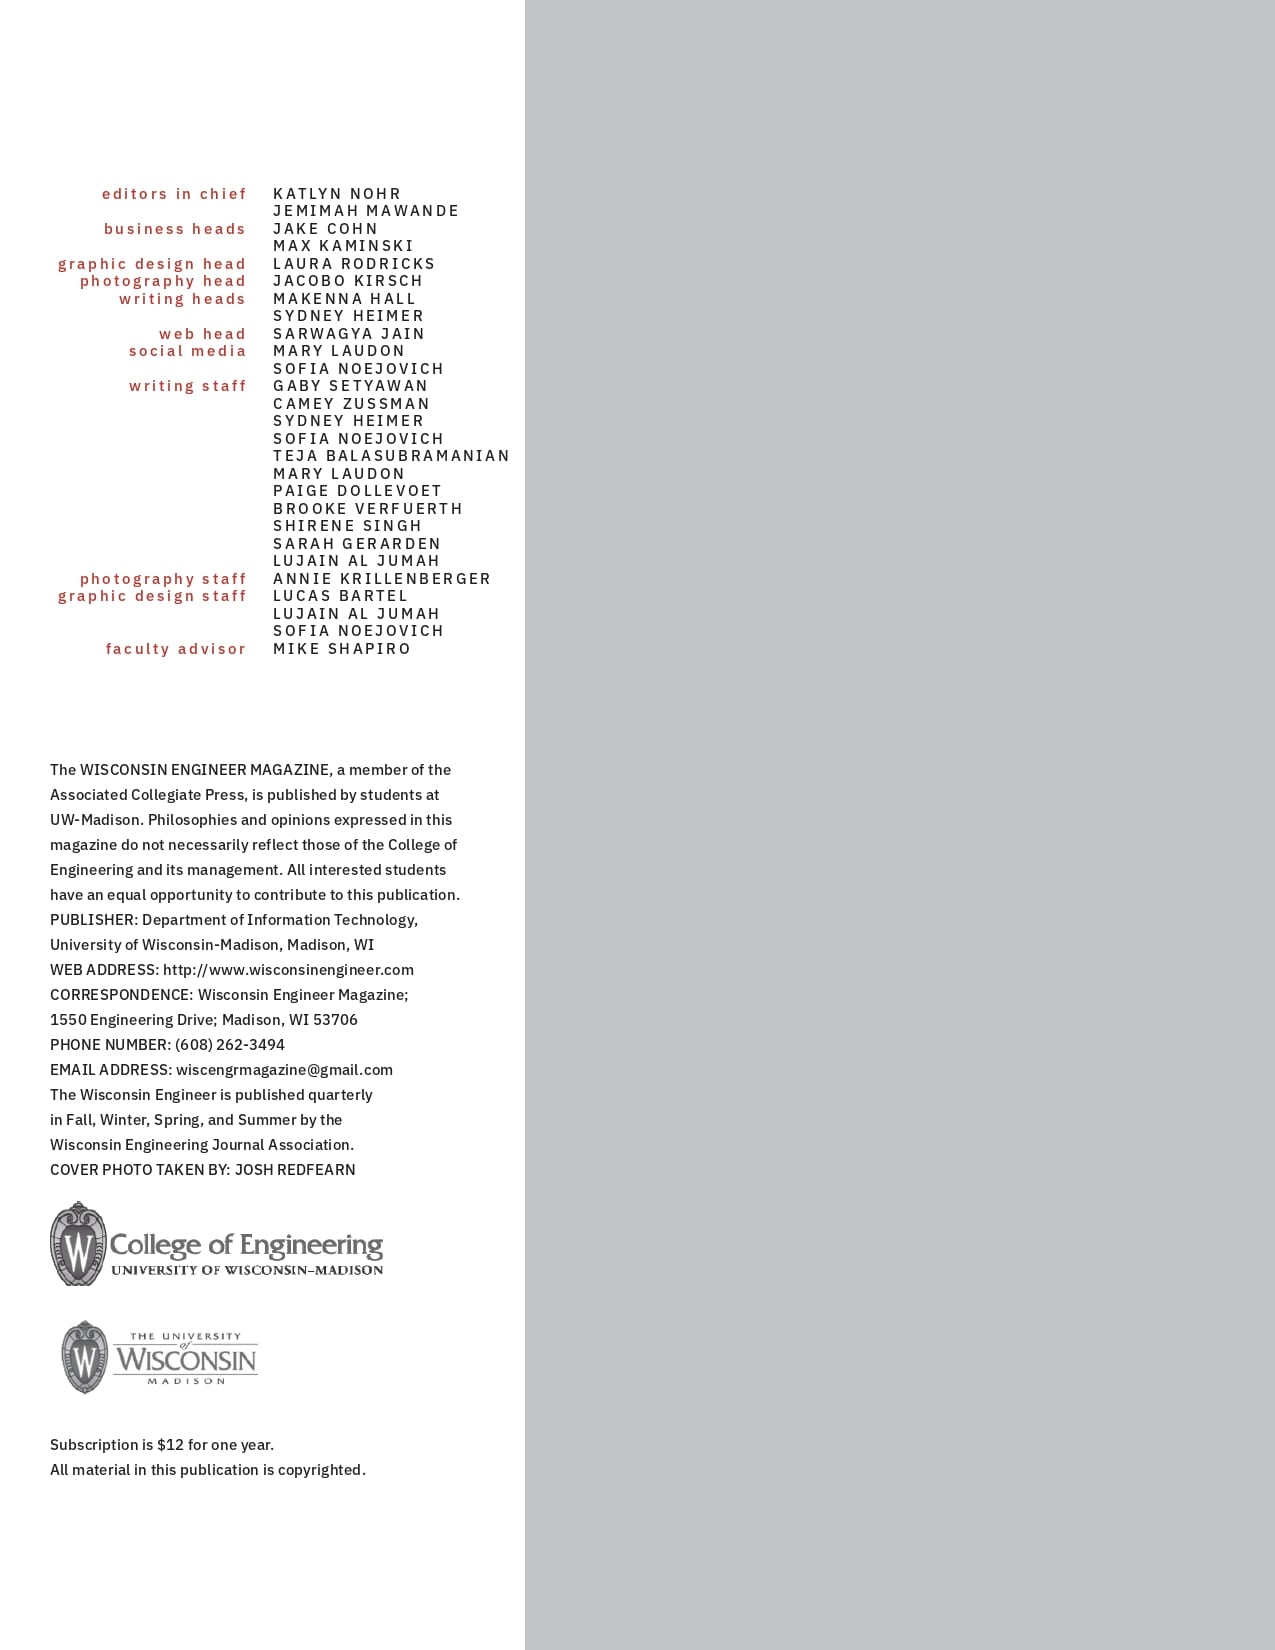 editors in chief KATLYN NOHR
JEMIMAH MAWANDE
business heads JAKE COHN
MAX KAMINSKI
graphic design head LAURA RODRICKS
photography head JACOBO KIRSCH
writing heads MAKENNA HALL
SYDNEY HEIMER
web head SARWAGYA JAIN
social media MARY LAUDON
SOFIA NOEJOVICH
writing staff GABY SETYAWAN
CAMEY ZUSSMAN
SYDNEY HEIMER
SOFIA NOEJOVICH
TEJA BALASUBRAMANIAN
MARY LAUDON
PAIGE DOLLEVOET
BROOKE VERFUERTH
SHIRENE SINGH
SARAH GERARDEN
LUJAIN AL JUMAH
photography staff ANNIE KRILLENBERGER
graphic design staff LUCAS BARTEL
LUJAIN AL JUMAH
SOFIA NOEJOVICH
faculty advisor MIKE SHAPIRO
The WISCONSIN ENGINEER MAGAZINE, a member of the
Associated Collegiate Press, is published by students at
UW-Madison. Philosophies and opinions expressed in this
magazine do not necessarily reflect those of the College of
Engineering and its management. All interested students
have an equal opportunity to contribute to this publication.
PUBLISHER: Department of Information Technology,
University of Wisconsin-Madison, Madison, WI
WEB ADDRESS: http://www.wisconsinengineer.com
CORRESPONDENCE: Wisconsin Engineer Magazine;
1550 Engineering Drive; Madison, WI 53706
PHONE NUMBER: (608) 262-3494
EMAIL ADDRESS: wiscengrmagazine@gmail.com
The Wisconsin Engineer is published quarterly
in Fall, Winter, Spring, and Summer by the
Wisconsin Engineering Journal Association.
COVER PHOTO TAKEN BY: JOSH REDFEARN
W College of Engineering
UNIVERSITY OF WISCONSIN–MADISON
THE UNIVERSITY
of
W WISCONSIN
MADISON
Subscription is $12 for one year.
All material in this publication is copyrighted.